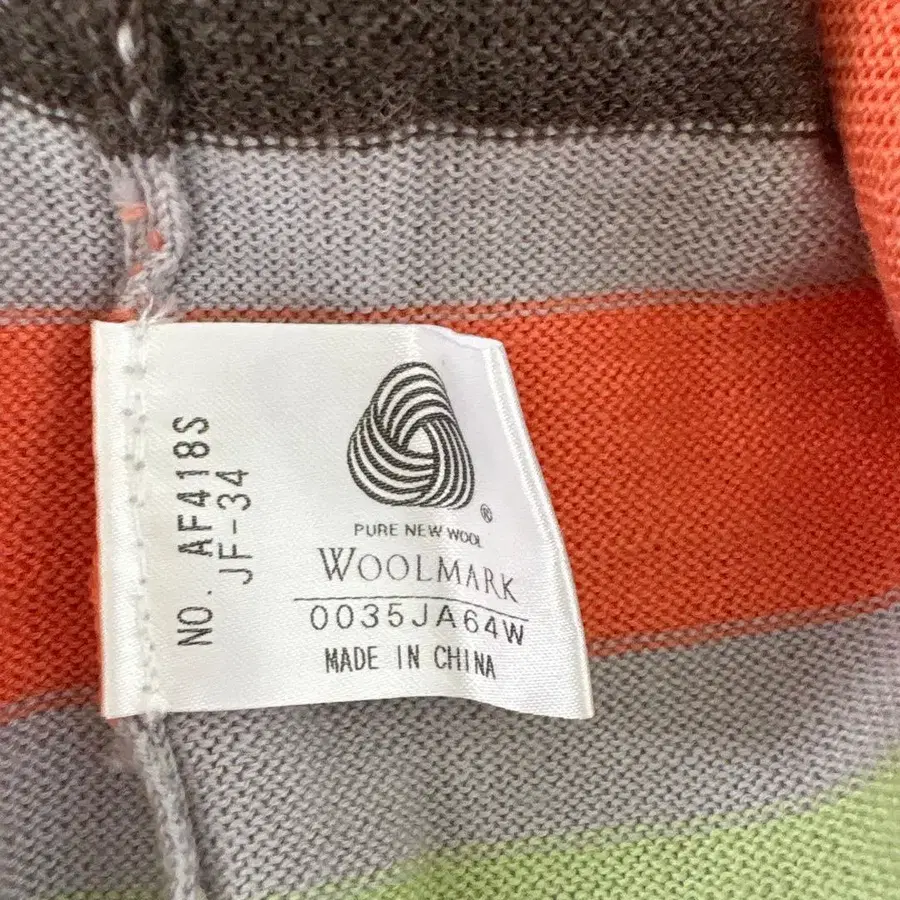 NO. AF418S
JF-34
®
PURE NEW WOOL
WOOLMARK
0035JA64W
MADE IN CHINA